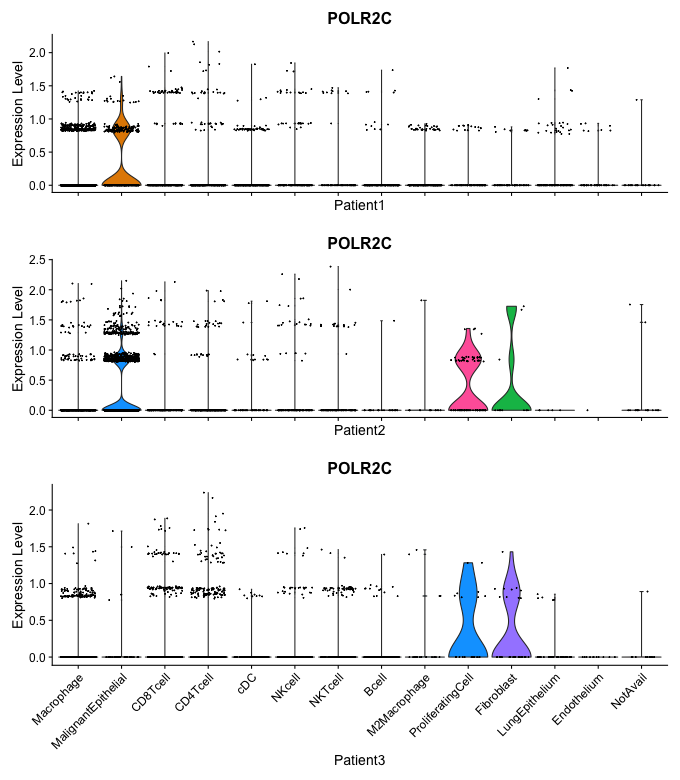 POLR2C
Expression Level
2.0
1.5
1.0
0.5
0.0
Patient1
POLR2C
Expression Level
2.5
2.0
1.5
1.0
0.5
0.0
Patient2
POLR2C
Expression Level
2.0
1.5
1.0
0.5
0.0
Macrophage
MalignantEpithelial
CD8Tcell
CD4Tcell
cDC
NKcell
NKTcell
Bcell
M2Macrophage
ProliferatingCell
Fibroblast
LungEpithelium
Endothelium
NotAvail
Patient3